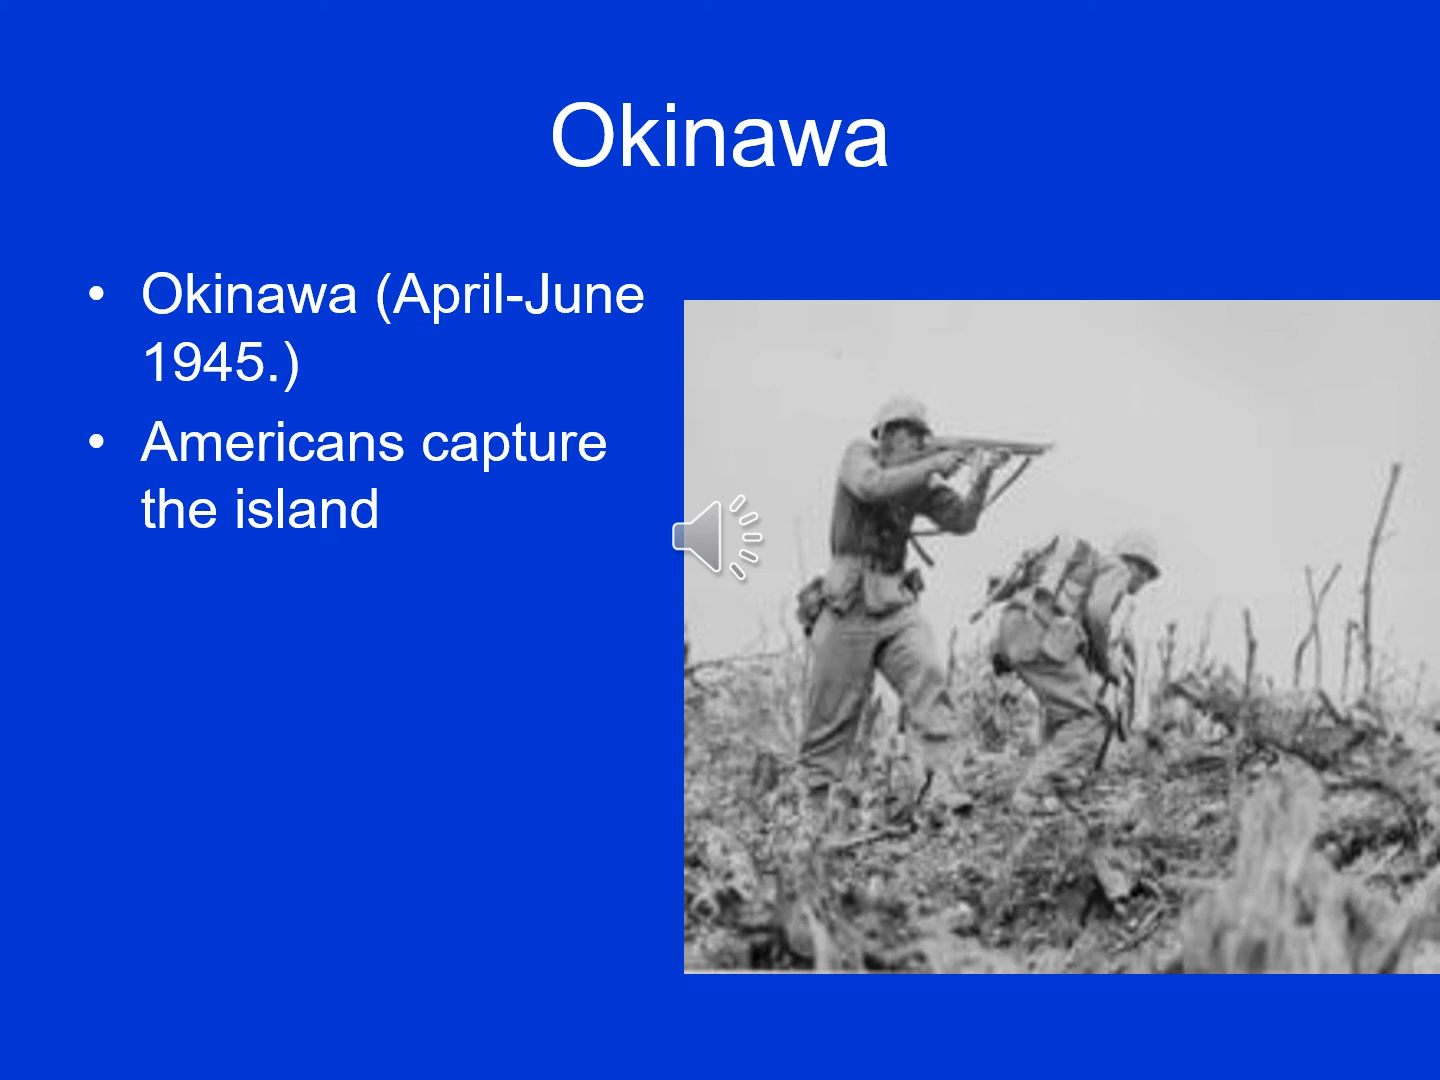 Okinawa
• Okinawa (April-June
1945.)
• Americans capture
the island